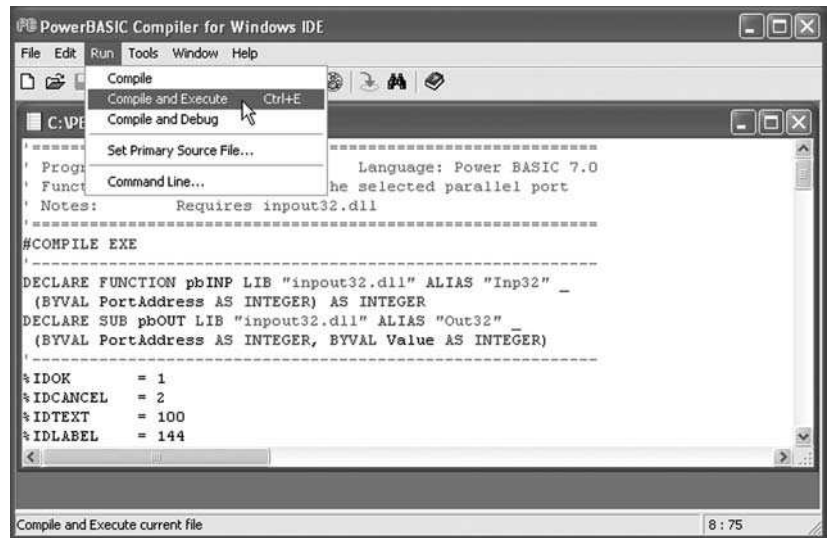 PowerBASIC Compiler for Windows IDE
File Edit Run Tools Window Help
Compile
Compile and Execute Ctrl+E
Compile and Debug
Set Primary Source File...
Command Line...
C:\PE
'==========================================================
' Progr Language: Power BASIC 7.0
' Funct he selected parallel port
' Notes: Requires inpout32.dll
'==========================================================
#COMPILE EXE
'----------------------------------------------------------
DECLARE FUNCTION pbINP LIB "inpout32.dll" ALIAS "Inp32" _
(BYVAL PortAddress AS INTEGER) AS INTEGER
DECLARE SUB pbOUT LIB "inpout32.dll" ALIAS "Out32" _
(BYVAL PortAddress AS INTEGER, BYVAL Value AS INTEGER)
'----------------------------------------------------------
%IDOK = 1
%IDCANCEL = 2
%IDTEXT = 100
%IDLABEL = 144
Compile and Execute current file 8 : 75